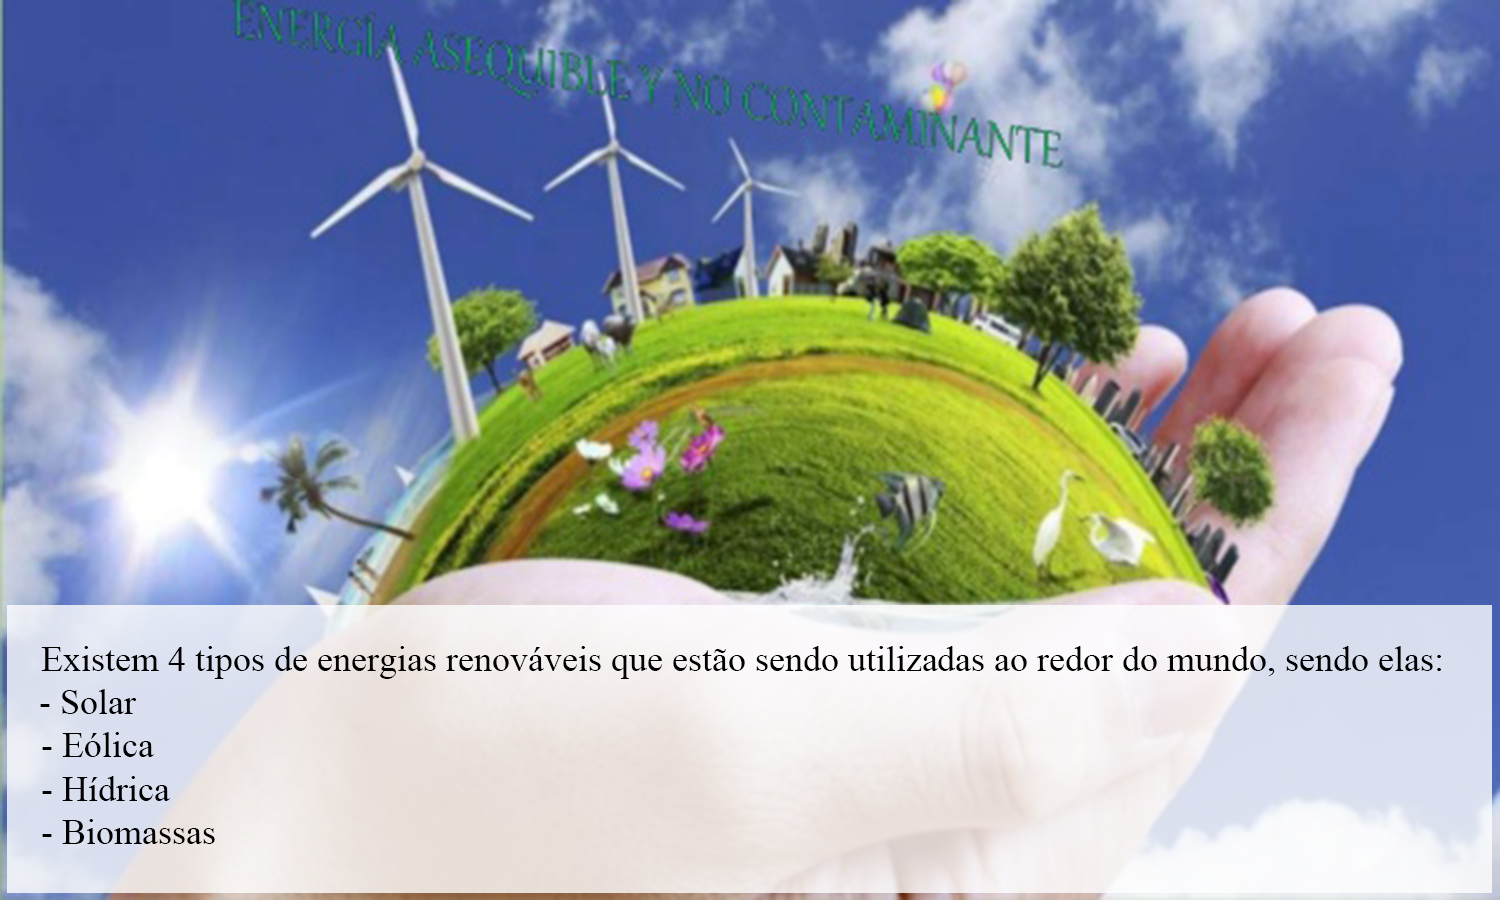 ENERGÍA ASEQUIBLE Y NO CONTAMINANTE
Existem 4 tipos de energias renováveis que estão sendo utilizadas ao redor do mundo, sendo elas:
- Solar
- Eólica
- Hídrica
- Biomassas